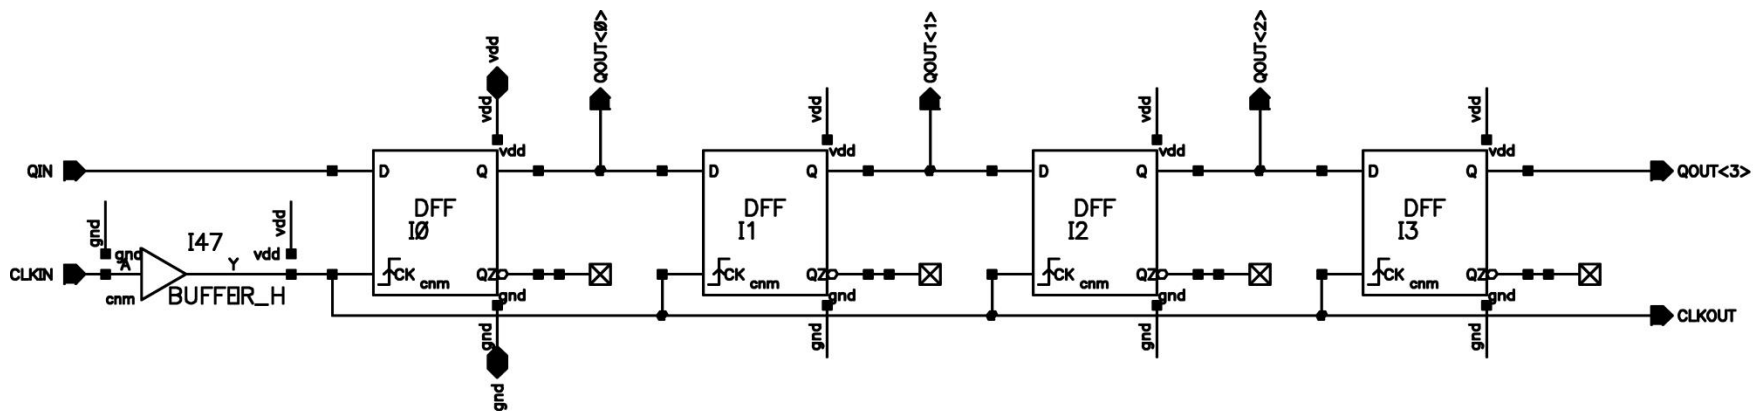 vdd
QOUT<0>
QOUT<1>
QOUT<2>
vdd
vdd
vdd
vdd
vdd
vdd
vdd
vdd
QIN
D
Q
D
Q
D
Q
D
Q
QOUT<3>
DFF
I0
DFF
I1
DFF
I2
DFF
I3
gnd
vdd
I47
gnd
vdd
CLKIN
A
Y
cnm
BUFFER_H
CK
cnm
QZ
CK
cnm
QZ
CK
cnm
QZ
CK
cnm
QZ
gnd
gnd
gnd
gnd
CLKOUT
gnd
gnd
gnd
gnd
gnd